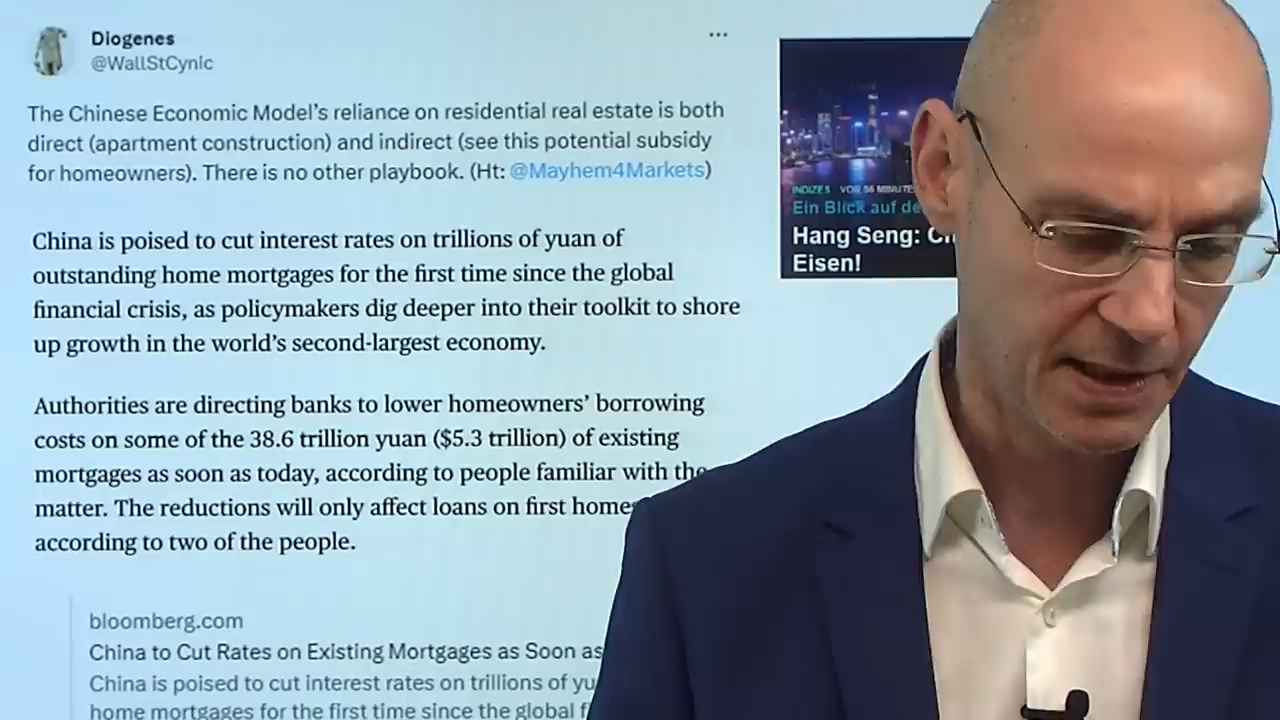 Diogenes
@WallStCynic
The Chinese Economic Model's reliance on residential real estate is both
direct (apartment construction) and indirect (see this potential subsidy
for homeowners). There is no other playbook. (Ht: @Mayhem4Markets)
China is poised to cut interest rates on trillions of yuan of
outstanding home mortgages for the first time since the global
financial crisis, as policymakers dig deeper into their toolkit to shore
up growth in the world's second-largest economy.
Authorities are directing banks to lower homeowners' borrowing
costs on some of the 38.6 trillion yuan ($5.3 trillion) of existing
mortgages as soon as today, according to people familiar with the
matter. The reductions will only affect loans on first homes
according to two of the people.
bloomberg.com
China to Cut Rates on Existing Mortgages as Soon as
China is poised to cut interest rates on trillions of yu
home mortgages for the first time since the global f
INDIZES VOR 56 MINUTE
Ein Blick auf de
Hang Seng:
Eisen!